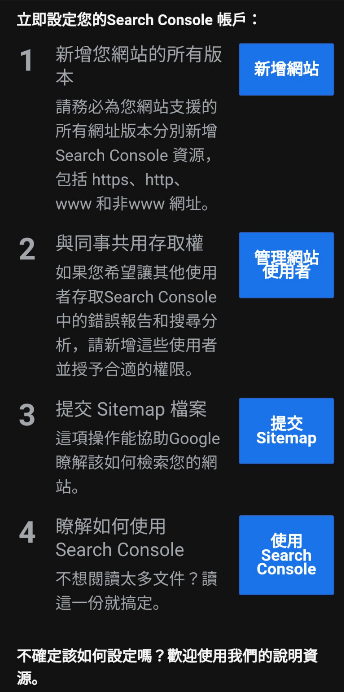 立即設定您的Search Console 帳戶：
1
新增您網站的所有版
本
新增網站
請務必為您網站支援的
所有網址版本分別新增
Search Console 資源，
包括 https、http、
www 和非www 網址。
2
與同事共用存取權
管理網站
使用者
如果您希望讓其他使用
者存取Search Console
中的錯誤報告和搜尋分
析，請新增這些使用者
並授予合適的權限。
3
提交 Sitemap 檔案
提交
Sitemap
這項操作能協助Google
瞭解該如何檢索您的網
站。
4
瞭解如何使用
Search Console
使用
Search
Console
不想閱讀太多文件？讀
這一份就搞定。
不確定該如何設定嗎？歡迎使用我們的說明資
源。